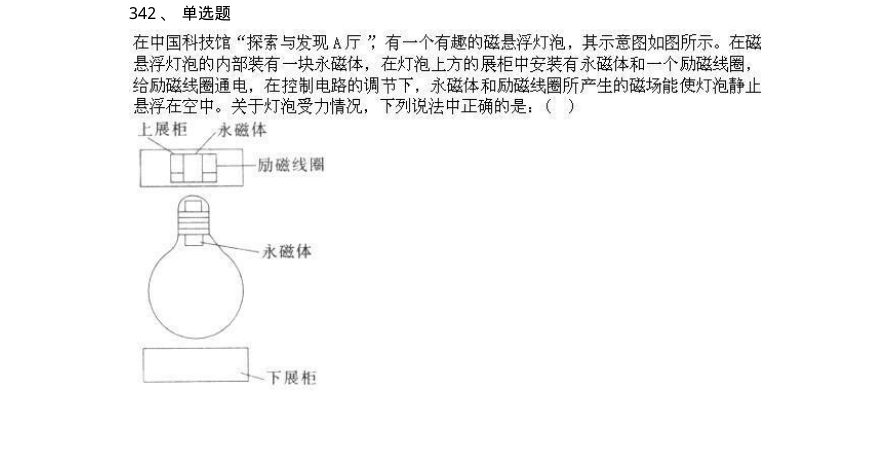 342 、 单选题
在中国科技馆“探索与发现 A 厅 ”，有一个有趣的磁悬浮灯泡，其示意图如图所示。在磁
悬浮灯泡的内部装有一块永磁体，在灯泡上方的展柜中安装有永磁体和一个励磁线圈，
给励磁线圈通电，在控制电路的调节下，永磁体和励磁线圈所产生的磁场能使灯泡静止
悬浮在空中。关于灯泡受力情况，下列说法中正确的是：（ ）
上展柜 永磁体
励磁线圈
永磁体
下展柜